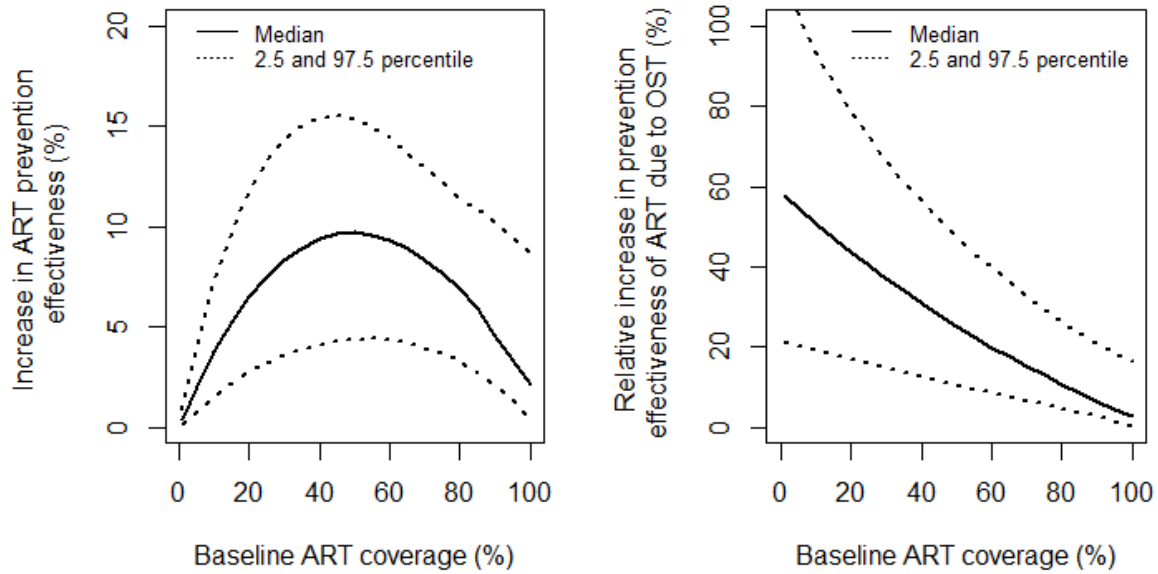 Increase in ART prevention
effectiveness (%)
20
15
10
5
0
Median
2.5 and 97.5 percentile
0 20 40 60 80 100
Baseline ART coverage (%)
Relative increase in prevention
effectiveness of ART due to OST (%)
100
80
60
40
20
0
Median
2.5 and 97.5 percentile
0 20 40 60 80 100
Baseline ART coverage (%)